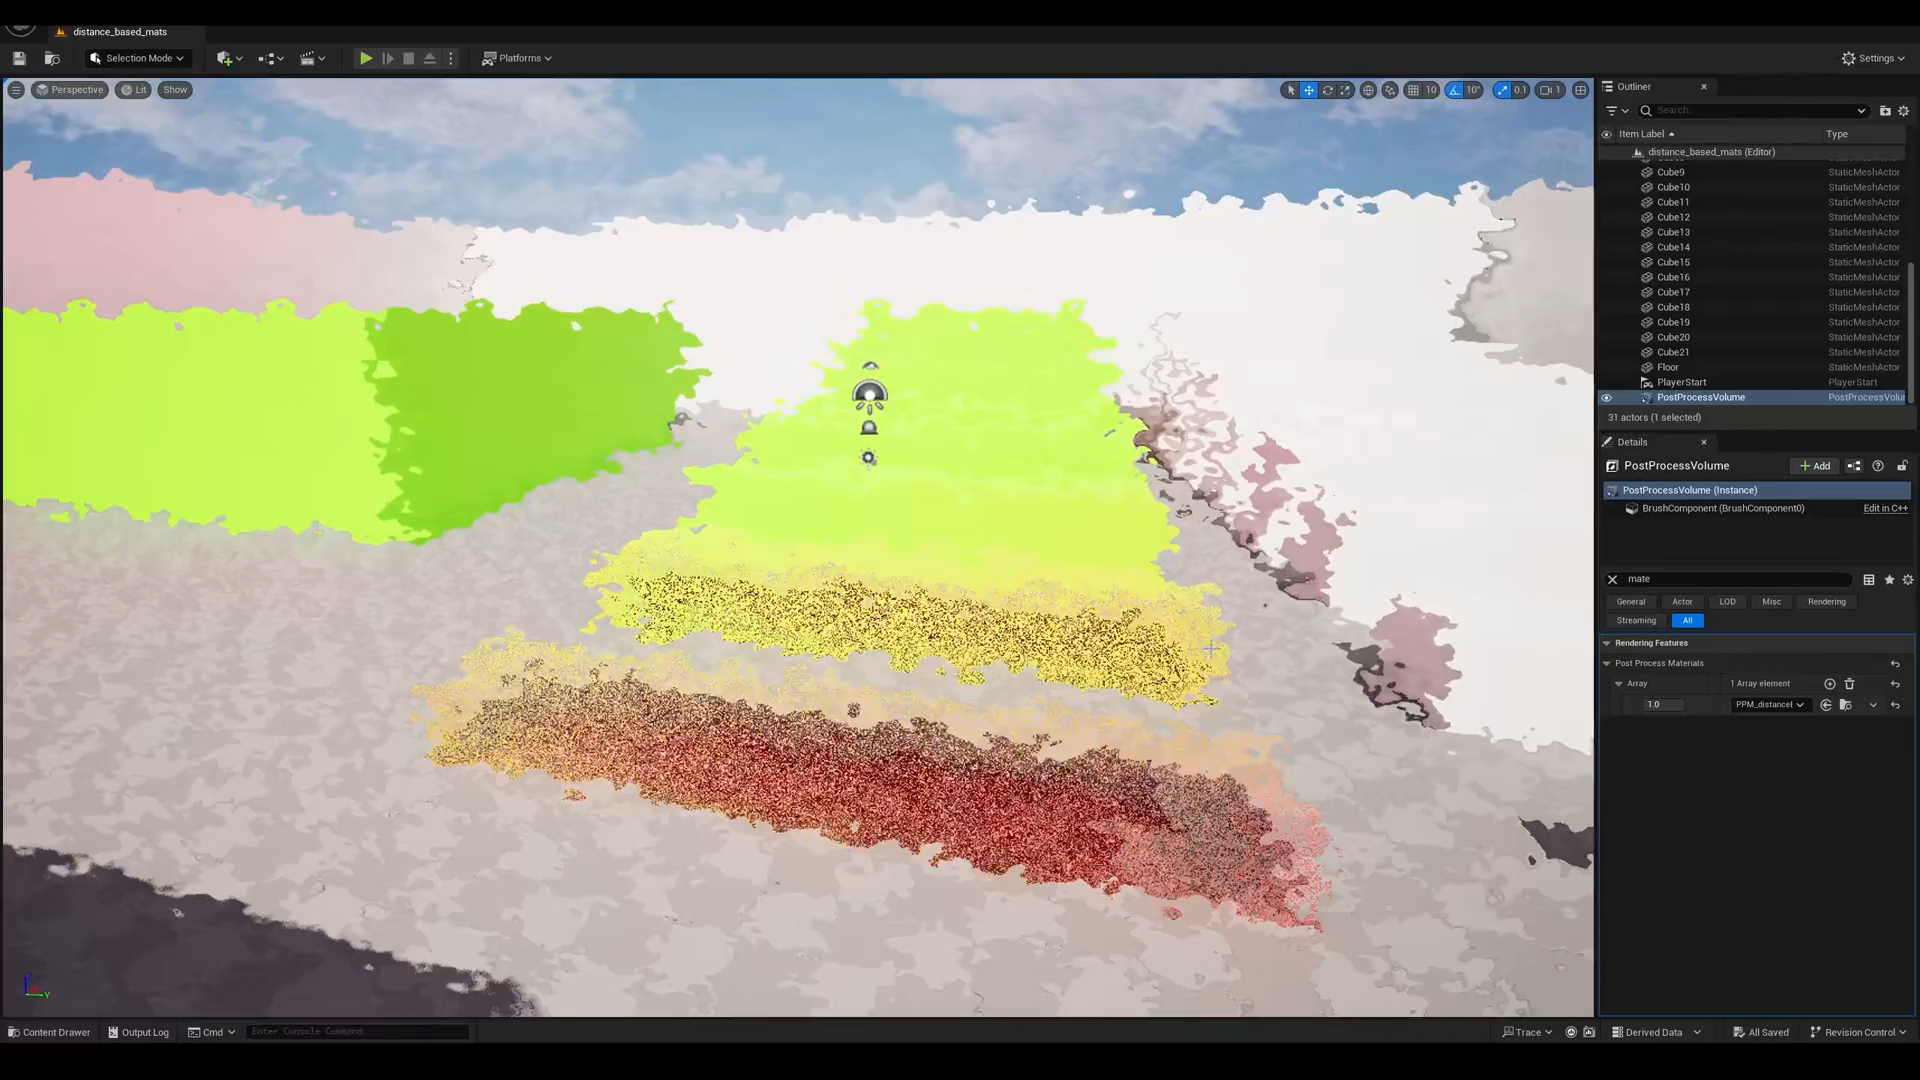 distance_based_mats
Selection Mode
Platforms
Settings
Perspective
Lit
Show
10
10°
0.1
1
Outliner
Search...
Item Label
Type
distance_based_mats (Editor)
Cube9 StaticMeshActor
Cube10 StaticMeshActor
Cube11 StaticMeshActor
Cube12 StaticMeshActor
Cube13 StaticMeshActor
Cube14 StaticMeshActor
Cube15 StaticMeshActor
Cube16 StaticMeshActor
Cube17 StaticMeshActor
Cube18 StaticMeshActor
Cube19 StaticMeshActor
Cube20 StaticMeshActor
Cube21 StaticMeshActor
Floor StaticMeshActor
PlayerStart PlayerStart
PostProcessVolume PostProcessVolu
31 actors (1 selected)
Details
PostProcessVolume
Add
PostProcessVolume (Instance)
BrushComponent (BrushComponent0) Edit in C++
mate
General Actor LOD Misc Rendering
Streaming All
Rendering Features
Post Process Materials
Array 1 Array element
1.0 PPM_distancel
Y
Content Drawer Output Log Cmd Enter Console Command
Trace Derived Data All Saved Revision Control